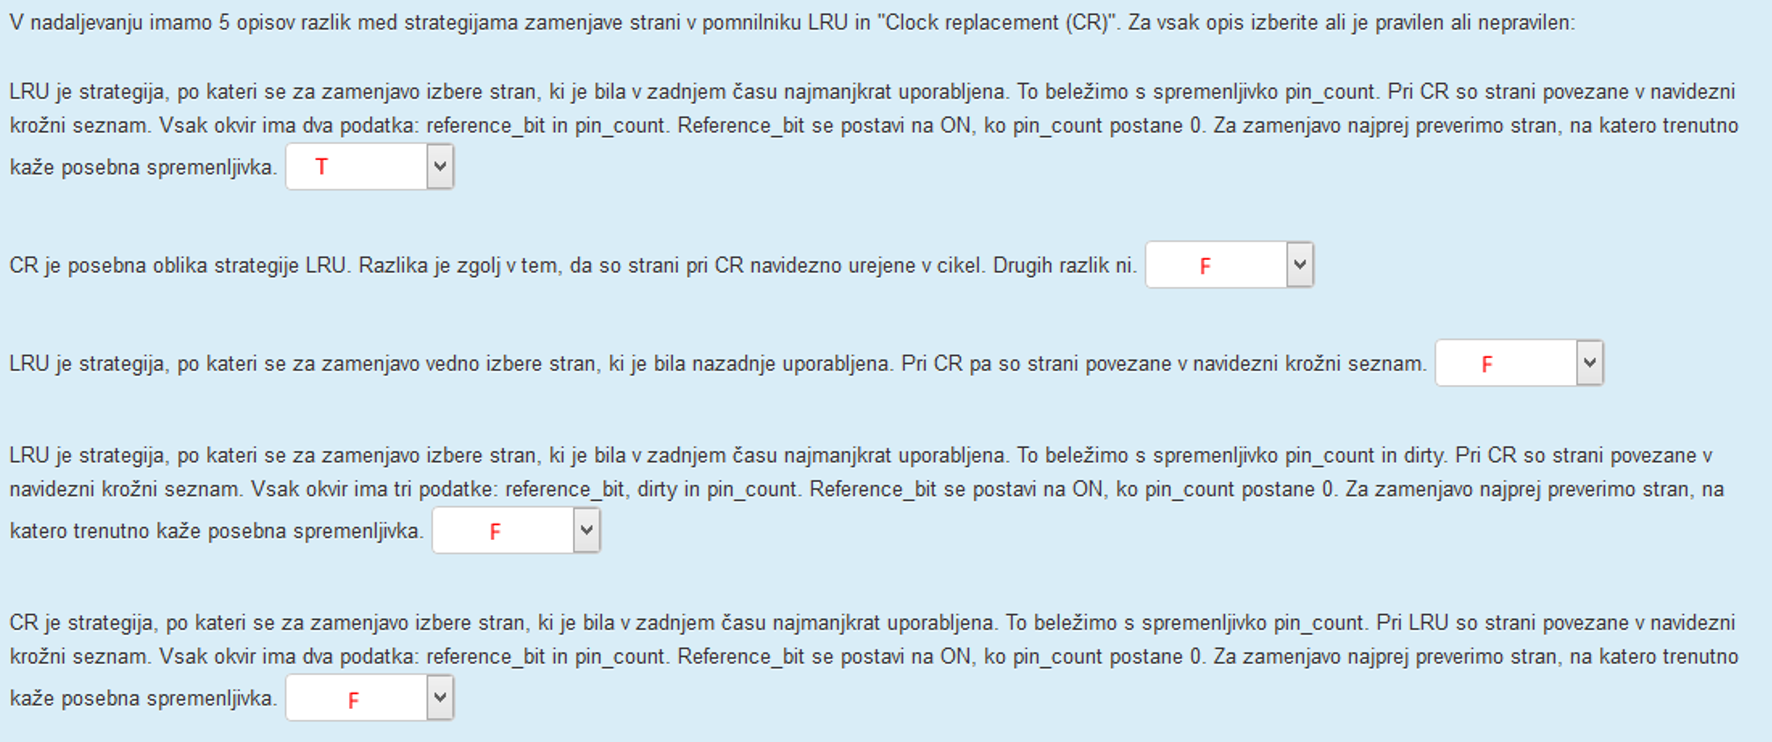 V nadaljevanju imamo 5 opisov razlik med strategijama zamenjave strani v pomnilniku LRU in "Clock replacement (CR)". Za vsak opis izberite ali je pravilen ali nepravilen:
LRU je strategija, po kateri se za zamenjavo izbere stran, ki je bila v zadnjem času najmanjkrat uporabljena. To beležimo s spremenljivko pin_count. Pri CR so strani povezane v navidezni
krožni seznam. Vsak okvir ima dva podatka: reference_bit in pin_count. Reference_bit se postavi na ON, ko pin_count postane 0. Za zamenjavo najprej preverimo stran, na katero trenutno
kaže posebna spremenljivka. T
CR je posebna oblika strategije LRU. Razlika je zgolj v tem, da so strani pri CR navidezno urejene v cikel. Drugih razlik ni. F
LRU je strategija, po kateri se za zamenjavo vedno izbere stran, ki je bila nazadnje uporabljena. Pri CR pa so strani povezane v navidezni krožni seznam. F
LRU je strategija, po kateri se za zamenjavo izbere stran, ki je bila v zadnjem času najmanjkrat uporabljena. To beležimo s spremenljivko pin_count in dirty. Pri CR so strani povezane v
navidezni krožni seznam. Vsak okvir ima tri podatke: reference_bit, dirty in pin_count. Reference_bit se postavi na ON, ko pin_count postane 0. Za zamenjavo najprej preverimo stran, na
katero trenutno kaže posebna spremenljivka. F
CR je strategija, po kateri se za zamenjavo izbere stran, ki je bila v zadnjem času najmanjkrat uporabljena. To beležimo s spremenljivko pin_count. Pri LRU so strani povezane v navidezni
krožni seznam. Vsak okvir ima dva podatka: reference_bit in pin_count. Reference_bit se postavi na ON, ko pin_count postane 0. Za zamenjavo najprej preverimo stran, na katero trenutno
kaže posebna spremenljivka. F